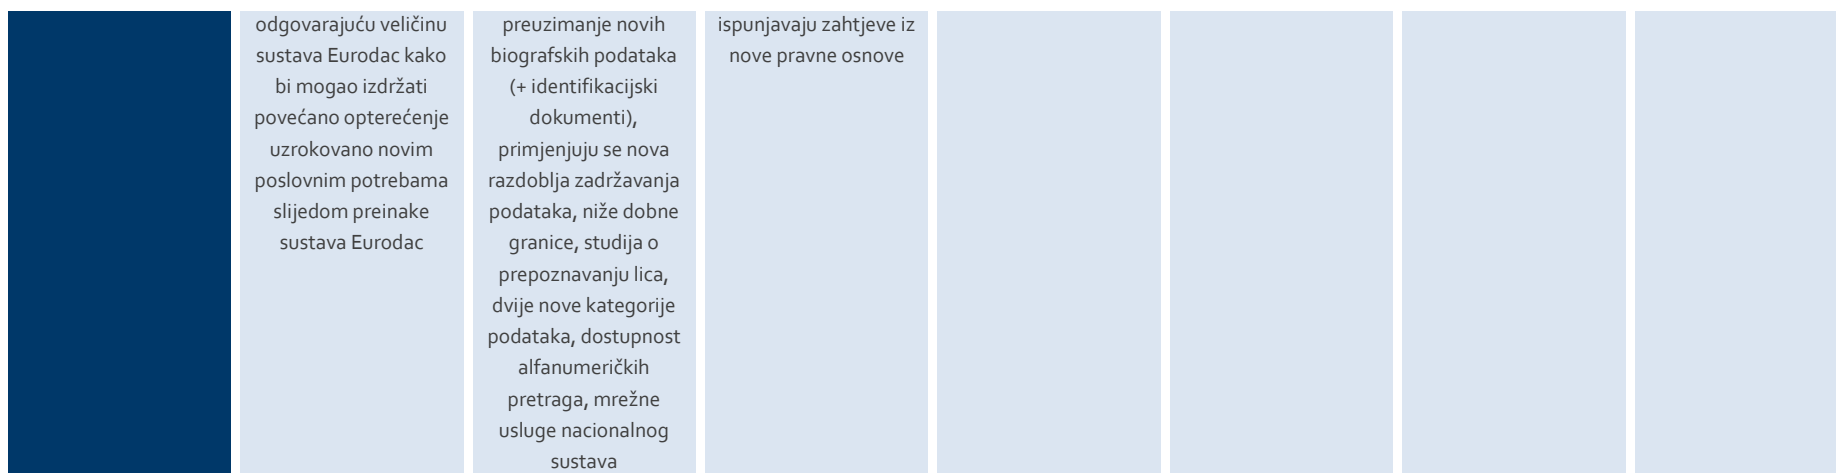 odgovarajuću veličinu
sustava Eurodac kako
bi mogao izdržati
povećano opterećenje
uzrokovano novim
poslovnim potrebama
slijedom preinake
sustava Eurodac
preuzimanje novih
biografskih podataka
(+ identifikacijski
dokumenti),
primjenjuju se nova
razdoblja zadržavanja
podataka, niže dobne
granice, studija o
prepoznavanju lica,
dvije nove kategorije
podataka, dostupnost
alfanumeričkih
pretraga, mrežne
usluge nacionalnog
sustava
ispunjavaju zahtjeve iz
nove pravne osnove